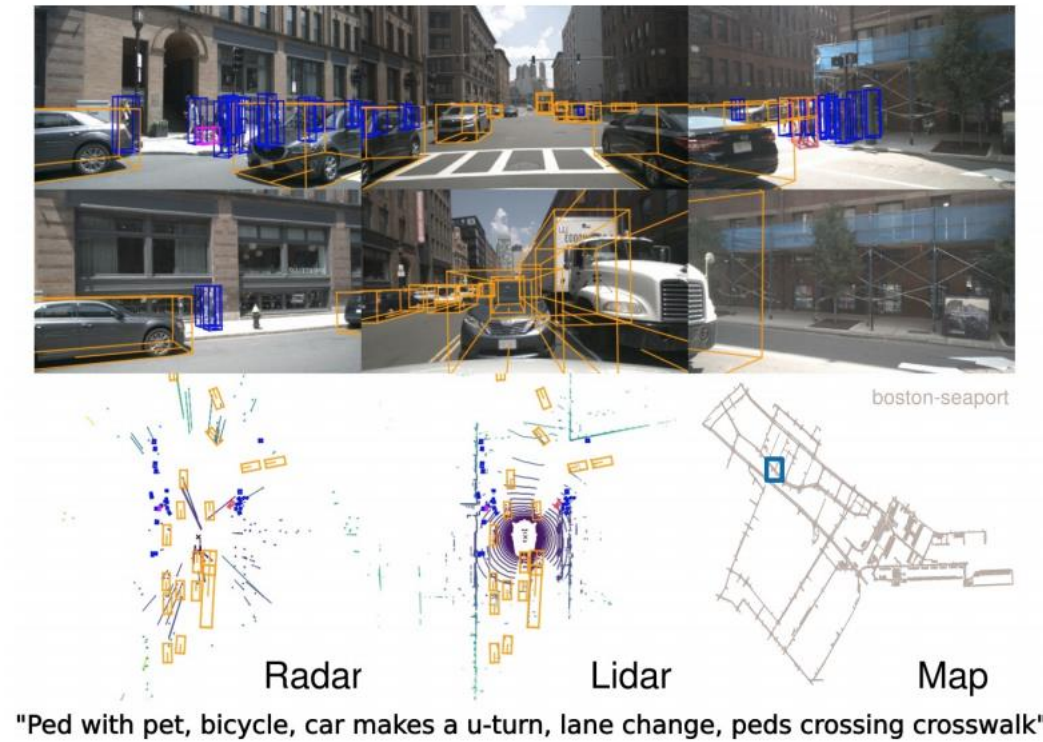 boston-seaport
Radar
Lidar
Map
"Ped with pet, bicycle, car makes a u-turn, lane change, peds crossing crosswalk"